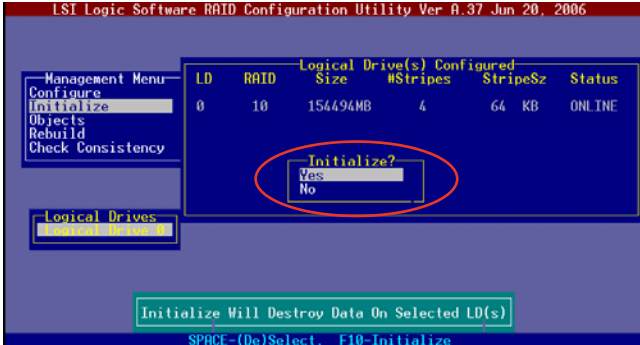 LSI Logic Software RAID Configuration Utility Ver A.37 Jun 20, 2006
Management Menu
Configure
Initialize
Objects
Rebuild
Check Consistency
Logical Drive(s) Configured
LD RAID Size #Stripes StripeSz Status
0 10 154494MB 4 64 KB ONLINE
Initialize?
Yes
No
Logical Drives
Logical Drive 0
Initialize Will Destroy Data On Selected LD(s)
SPACE-(De)Select, F10-Initialize